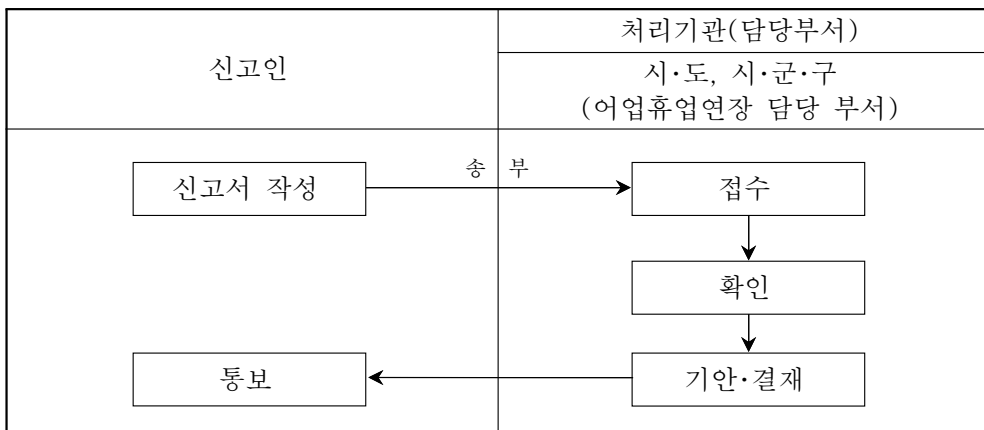 신고인
처리기관(담당부서)
시·도, 시·군·구
(어업휴업연장 담당 부서)
신고서 작성
송 부
접수
확인
통보
기안·결재